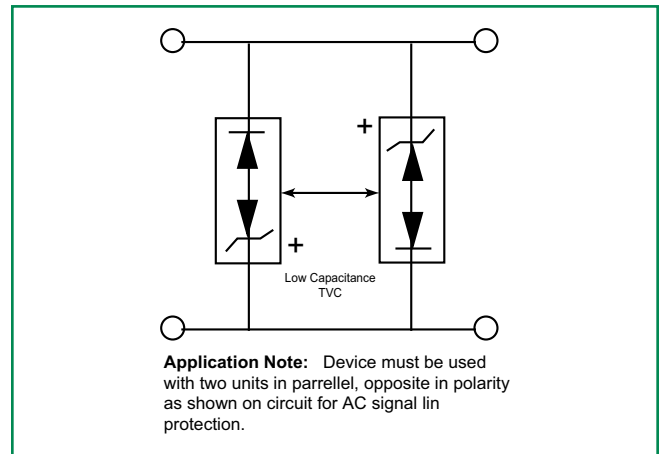 +
+
Low Capacitance
TVC
Application Note: Device must be used
with two units in parrellel, opposite in polarity
as shown on circuit for AC signal lin
protection.